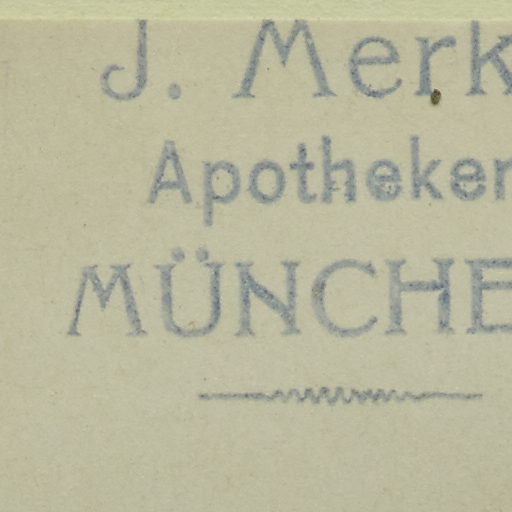 J. Merk
Apotheker
MÜNCHE